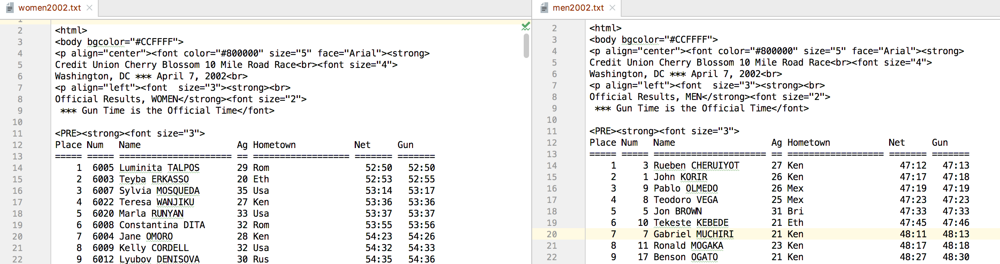 women2002.txt
1
2 <html>
3 <body bgcolor="#CCFFFF">
4 <p align="center"><font color="#800000" size="5" face="Arial"><strong>
5 Credit Union Cherry Blossom 10 Mile Road Race<br><font size="4">
6 Washington, DC *** April 7, 2002<br>
7 <p align="left"><font  size="3"><strong><br>
8 Official Results, WOMEN</strong><font size="2">
9  *** Gun Time is the Official Time</font>
10
11 <PRE><strong><font size="3">
12 Place Num   Name                  Ag Hometown           Net     Gun
13 ===== ===== ===================== == ================== ======= =======
14     1  6005 Luminita TALPOS       29 Rom                  52:50   52:50
15     2  6003 Teyba ERKASSO         20 Eth                  52:53   52:55
16     3  6007 Sylvia MOSQUEDA       35 Usa                  53:14   53:17
17     4  6022 Teresa WANJIKU        27 Ken                  53:36   53:36
18     5  6020 Marla RUNYAN          33 Usa                  53:37   53:37
19     6  6008 Constantina DITA      32 Rom                  53:55   53:56
20     7  6004 Jane OMORO            28 Ken                  54:23   54:26
21     8  6009 Kelly CORDELL         32 Usa                  54:32   54:33
22     9  6012 Lyubov DENISOVA       30 Rus                  54:35   54:36
men2002.txt
2 <html>
3 <body bgcolor="#CCFFFF">
4 <p align="center"><font color="#800000" size="5" face="Arial"><strong>
5 Credit Union Cherry Blossom 10 Mile Road Race<br><font size="4">
6 Washington, DC *** April 7, 2002<br>
7 <p align="left"><font  size="3"><strong><br>
8 Official Results, MEN</strong><font size="2">
9  *** Gun Time is the Official Time</font>
10
11 <PRE><strong><font size="3">
12 Place Num   Name                  Ag Hometown           Net     Gun
13 ===== ===== ===================== == ================== ======= =======
14     1     3 Rueben CHERUIYOT      27 Ken                  47:12   47:13
15     2     1 John KORIR            26 Ken                  47:17   47:18
16     3     9 Pablo OLMEDO          26 Mex                  47:19   47:19
17     4     8 Teodoro VEGA          25 Mex                  47:23   47:23
18     5     5 Jon BROWN             31 Bri                  47:33   47:33
19     6    10 Tekeste KEBEDE        21 Eth                  47:45   47:46
20     7     7 Gabriel MUCHIRI       21 Ken                  48:11   48:13
21     8    11 Ronald MOGAKA         23 Ken                  48:17   48:18
22     9    17 Benson OGATO          21 Ken                  48:27   48:30